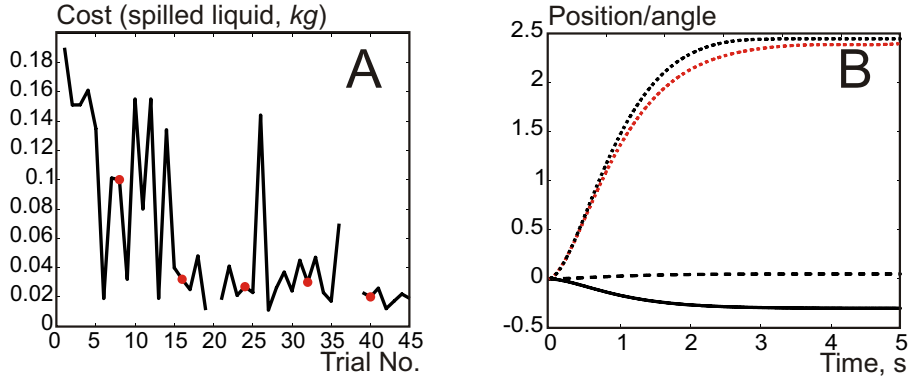 Cost (spilled liquid, kg)
A
0.18
0.16
0.14
0.12
0.1
0.08
0.06
0.04
0.02
0
0 5 10 15 20 25 30 35 40 45
Trial No.
Position/angle
B
2.5
2
1.5
1
0.5
0
-0.5
0 1 2 3 4 5
Time, s